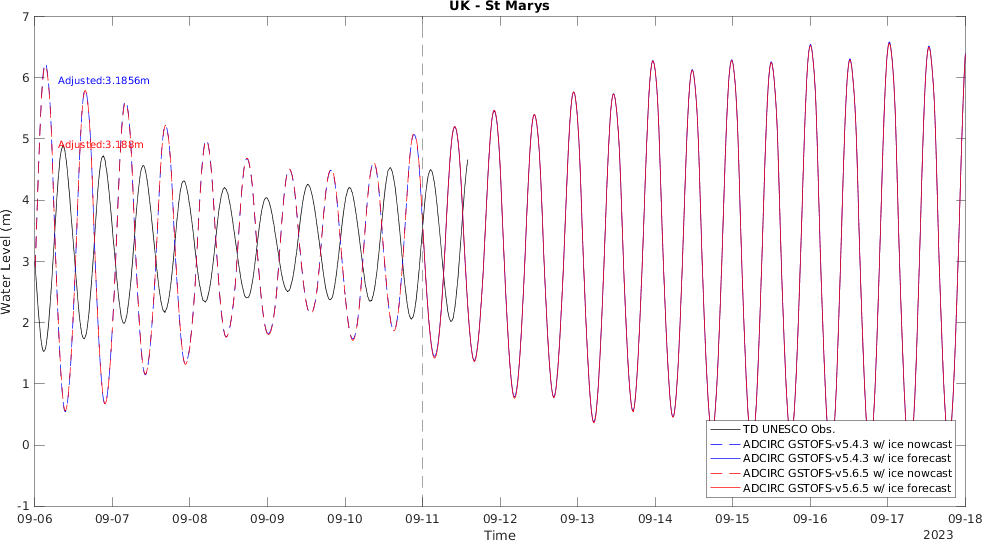 UK - St Marys
7
6
5
4
3
2
1
0
-1
Water Level (m)
Adjusted:3.1856m
Adjusted:3.188m
TD UNESCO Obs.
ADCIRC GSTOFS-v5.4.3 w/ ice nowcast
ADCIRC GSTOFS-v5.4.3 w/ ice forecast
ADCIRC GSTOFS-v5.6.5 w/ ice nowcast
ADCIRC GSTOFS-v5.6.5 w/ ice forecast
09-06 09-07 09-08 09-09 09-10 09-11 09-12 09-13 09-14 09-15 09-16 09-17 09-18
Time
2023